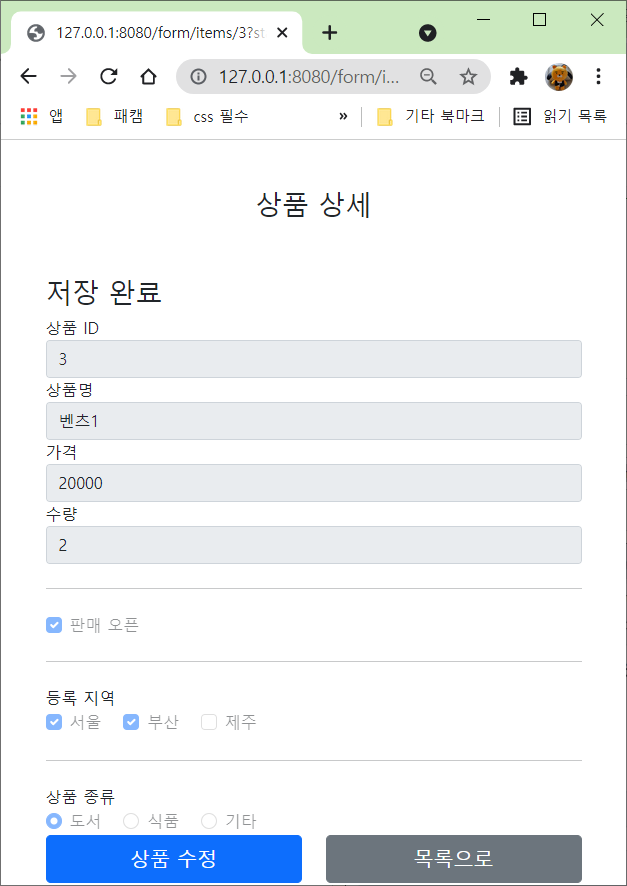 127.0.0.1:8080/form/items/3?st
127.0.0.1:8080/form/i...
앱 패캠 css 필수 » 기타 북마크 읽기 목록
상품 상세
저장 완료
상품 ID
3
상품명
벤츠1
가격
20000
수량
2
판매 오픈
등록 지역
서울 부산 제주
상품 종류
도서 식품 기타
상품 수정 목록으로